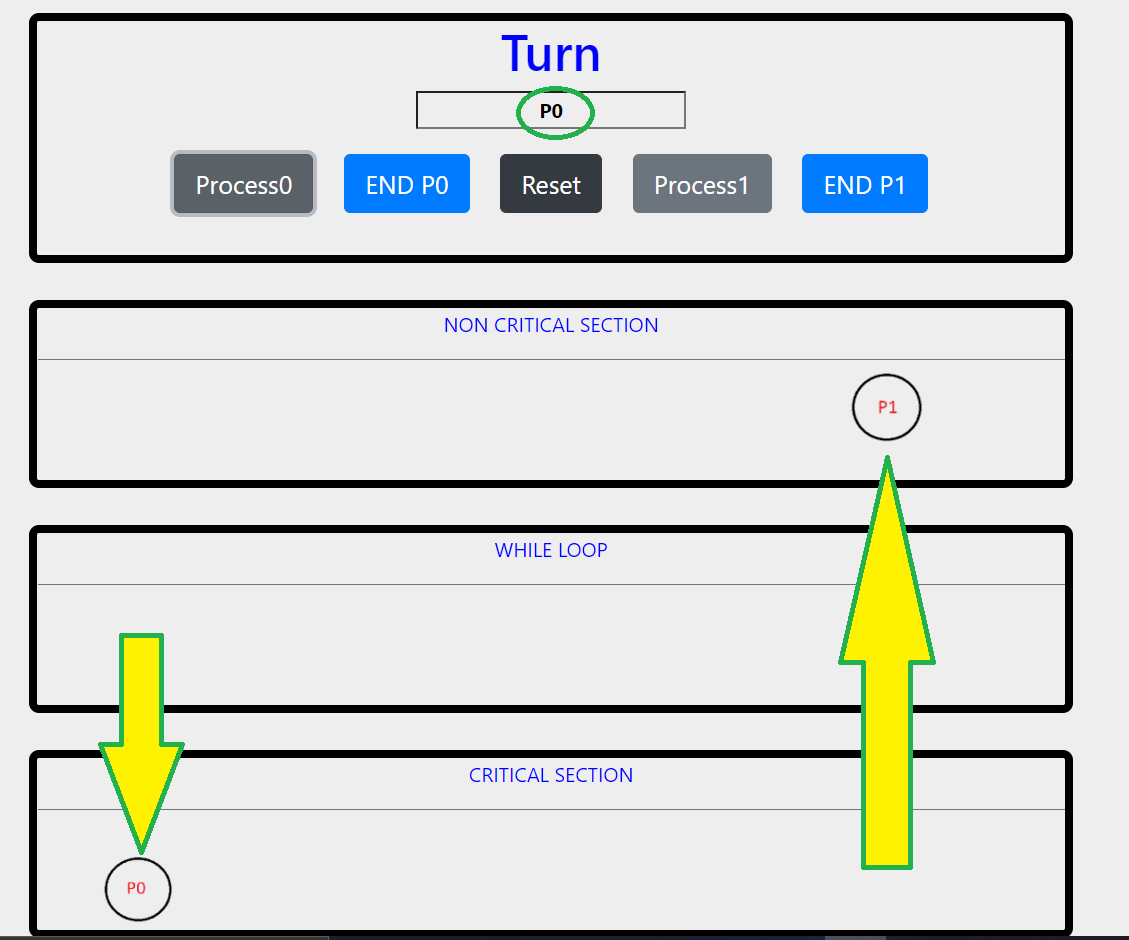 Turn
P0
Process0 END P0 Reset Process1 END P1
NON CRITICAL SECTION
P1
WHILE LOOP
CRITICAL SECTION
P0